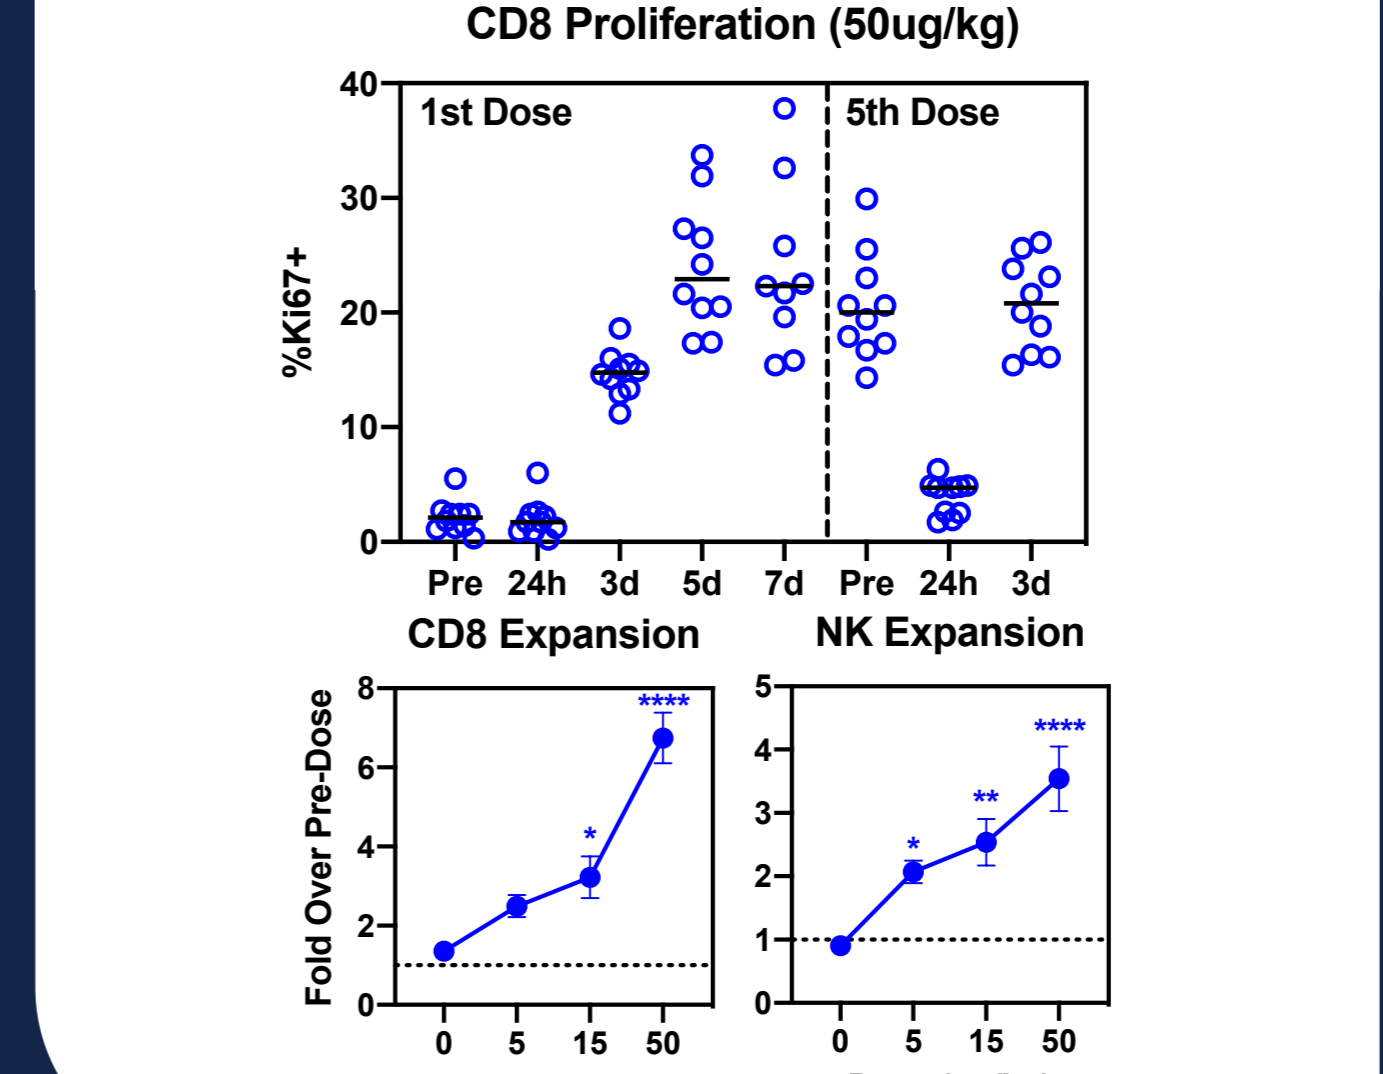 CD8 Proliferation (50ug/kg)
40
30
20
10
0
%Ki67+
1st Dose
5th Dose
Pre 24h 3d 5d 7d Pre 24h 3d
CD8 Expansion
8
6
4
2
0
Fold Over Pre-Dose
*
****
0 5 15 50
NK Expansion
5
4
3
2
1
0
*
**
****
0 5 15 50